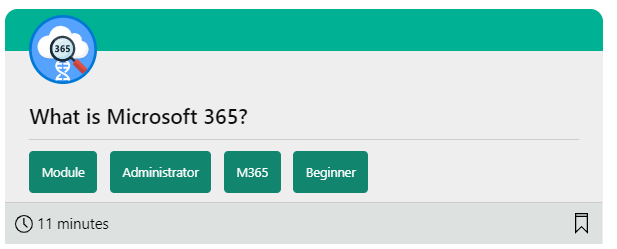 365
What is Microsoft 365?
Module Administrator M365 Beginner
11 minutes